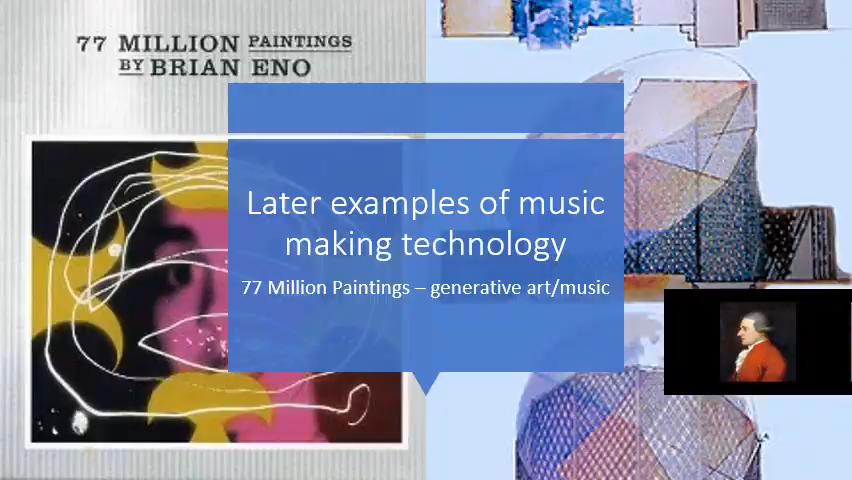 77 MILLION PAINTINGS
BY BRIAN ENO
Later examples of music
making technology
77 Million Paintings – generative art/music